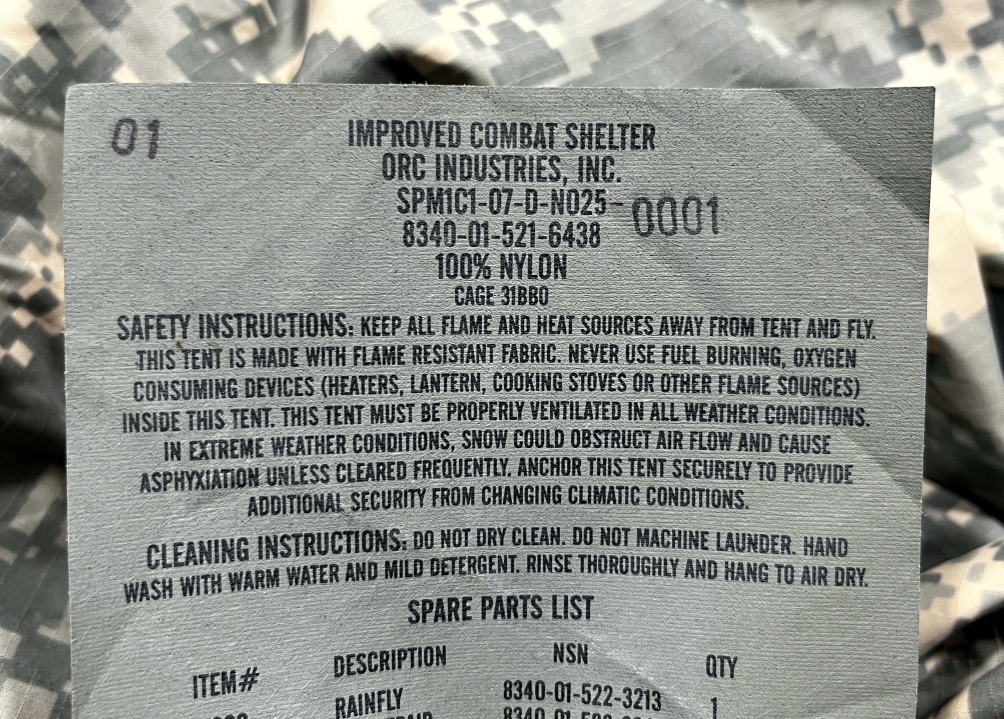 01
IMPROVED COMBAT SHELTER
ORC INDUSTRIES, INC.
SPM1C1-07-D-N025-0001
8340-01-521-6438
100% NYLON
CAGE 31BB0
SAFETY INSTRUCTIONS: KEEP ALL FLAME AND HEAT SOURCES AWAY FROM TENT AND FLY.
THIS TENT IS MADE WITH FLAME RESISTANT FABRIC. NEVER USE FUEL BURNING, OXYGEN
CONSUMING DEVICES (HEATERS, LANTERN, COOKING STOVES OR OTHER FLAME SOURCES)
INSIDE THIS TENT. THIS TENT MUST BE PROPERLY VENTILATED IN ALL WEATHER CONDITIONS.
IN EXTREME WEATHER CONDITIONS, SNOW COULD OBSTRUCT AIR FLOW AND CAUSE
ASPHYXIATION UNLESS CLEARED FREQUENTLY. ANCHOR THIS TENT SECURELY TO PROVIDE
ADDITIONAL SECURITY FROM CHANGING CLIMATIC CONDITIONS.
CLEANING INSTRUCTIONS: DO NOT DRY CLEAN. DO NOT MACHINE LAUNDER. HAND
WASH WITH WARM WATER AND MILD DETERGENT. RINSE THOROUGHLY AND HANG TO AIR DRY.
SPARE PARTS LIST
ITEM# DESCRIPTION NSN QTY
RAINFLY 8340-01-522-3213 1